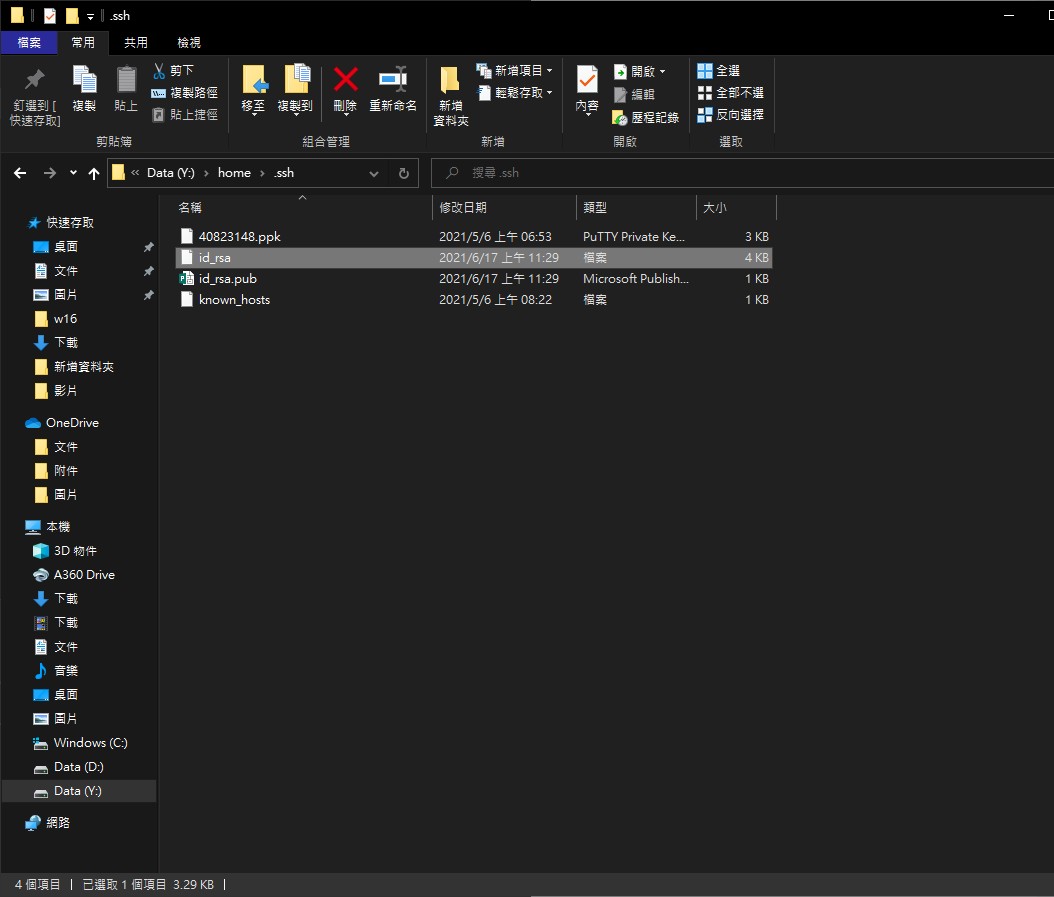 .ssh
檔案 常用 共用 檢視
釘選到 [
快速存取]
複製
貼上
剪下
複製路徑
貼上捷徑
剪貼簿
移至
複製到
刪除
重新命名
組合管理
新增
資料夾
新增項目
輕鬆存取
新增
內容
開啟
編輯
歷程記錄
開啟
全選
全部不選
反向選擇
選取
« Data (Y:) › home › .ssh
搜尋 .ssh
名稱 修改日期 類型 大小
40823148.ppk 2021/5/6 上午 06:53 PuTTY Private Ke... 3 KB
id_rsa 2021/6/17 上午 11:29 檔案 4 KB
id_rsa.pub 2021/6/17 上午 11:29 Microsoft Publish... 1 KB
known_hosts 2021/5/6 上午 08:22 檔案 1 KB
快速存取
桌面
文件
圖片
w16
下載
新增資料夾
影片
OneDrive
文件
附件
圖片
本機
3D 物件
A360 Drive
下載
下載
文件
音樂
桌面
圖片
Windows (C:)
Data (D:)
Data (Y:)
網路
4 個項目 | 已選取 1 個項目 3.29 KB |